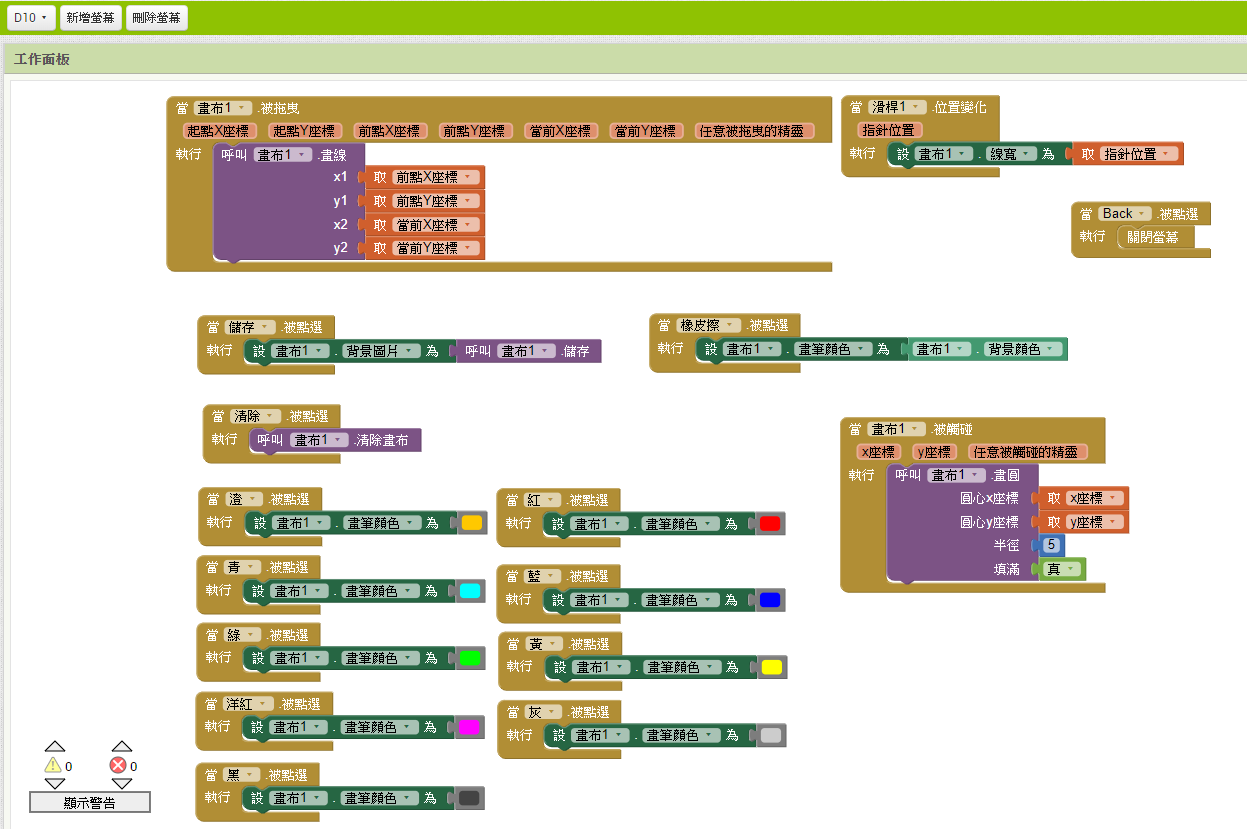 D10 新增螢幕 刪除螢幕
工作面板
當 畫布1 .被拖曳
起點X座標 起點Y座標 前點X座標 前點Y座標 當前X座標 當前Y座標 任意被拖曳的精靈
執行 呼叫 畫布1 .畫線
x1 取 前點X座標
y1 取 前點Y座標
x2 取 當前X座標
y2 取 當前Y座標
當 滑桿1 .位置變化
指針位置
執行 設 畫布1 . 線寬 為 取 指針位置
當 Back .被點選
執行 關閉螢幕
當 儲存 .被點選
執行 設 畫布1 . 背景圖片 為 呼叫 畫布1 .儲存
當 橡皮擦 .被點選
執行 設 畫布1 . 畫筆顏色 為 畫布1 . 背景顏色
當 清除 .被點選
執行 呼叫 畫布1 .清除畫布
當 畫布1 .被觸碰
x座標 y座標 任意被觸碰的精靈
執行 呼叫 畫布1 .畫圓
圓心x座標 取 x座標
圓心y座標 取 y座標
半徑 5
填滿 真
當 渣 .被點選
執行 設 畫布1 . 畫筆顏色 為
當 紅 .被點選
執行 設 畫布1 . 畫筆顏色 為
當 青 .被點選
執行 設 畫布1 . 畫筆顏色 為
當 藍 .被點選
執行 設 畫布1 . 畫筆顏色 為
當 綠 .被點選
執行 設 畫布1 . 畫筆顏色 為
當 黃 .被點選
執行 設 畫布1 . 畫筆顏色 為
當 洋紅 .被點選
執行 設 畫布1 . 畫筆顏色 為
當 灰 .被點選
執行 設 畫布1 . 畫筆顏色 為
當 黑 .被點選
執行 設 畫布1 . 畫筆顏色 為
0 0
顯示警告